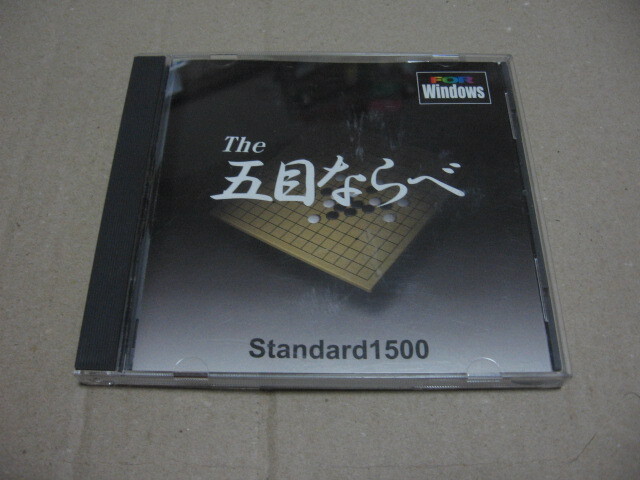 FOR
Windows
The
五目ならべ
Standard1500